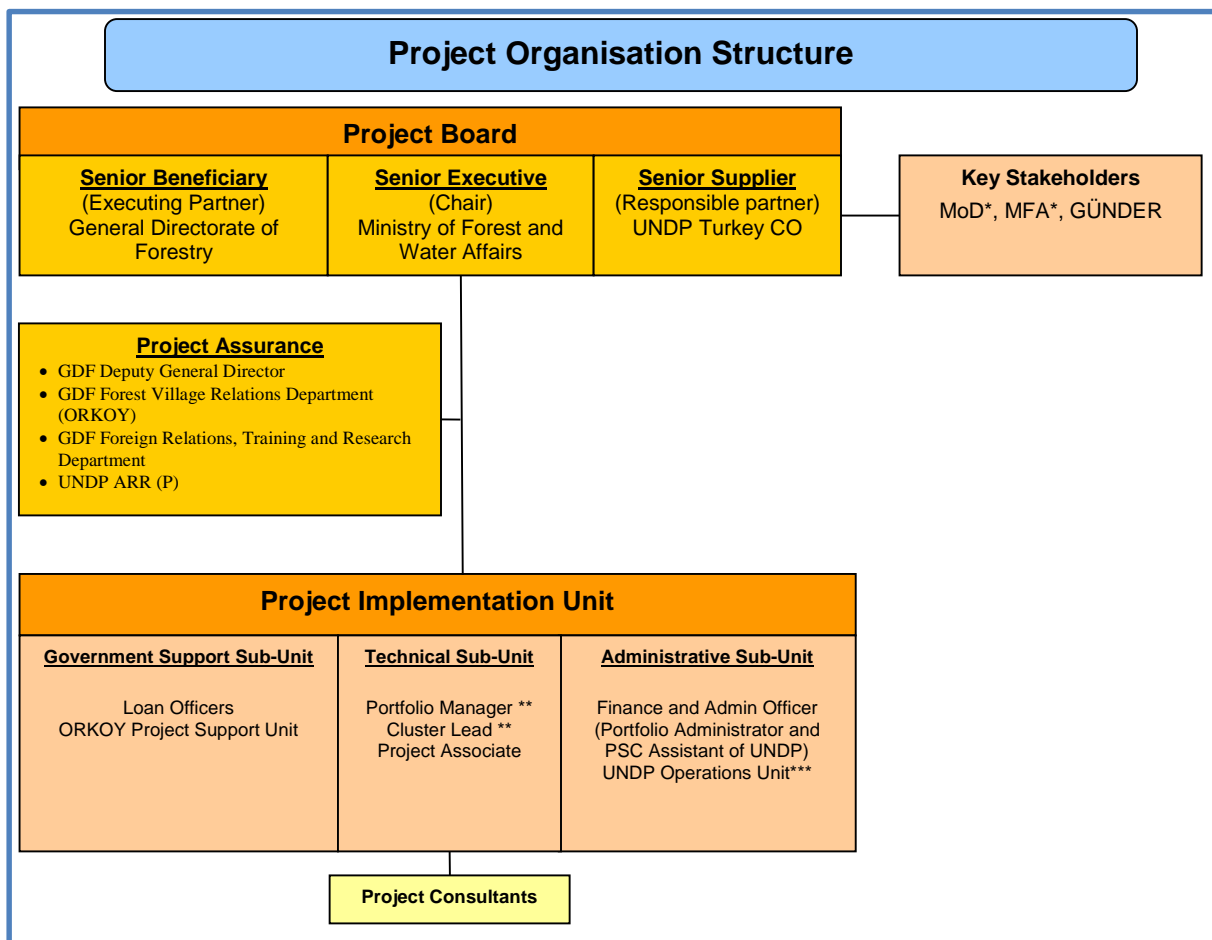 Project Organisation Structure
Project Board
Senior Beneficiary
(Executing Partner)
General Directorate of
Forestry
Senior Executive
(Chair)
Ministry of Forest and
Water Affairs
Senior Supplier
(Responsible partner)
UNDP Turkey CO
Key Stakeholders
MoD*, MFA*, GÜNDER
Project Assurance
• GDF Deputy General Director
• GDF Forest Village Relations Department
(ORKOY)
• GDF Foreign Relations, Training and Research
Department
• UNDP ARR (P)
Project Implementation Unit
Government Support Sub-Unit
Loan Officers
ORKOY Project Support Unit
Technical Sub-Unit
Portfolio Manager **
Cluster Lead **
Project Associate
Administrative Sub-Unit
Finance and Admin Officer
(Portfolio Administrator and
PSC Assistant of UNDP)
UNDP Operations Unit***
Project Consultants